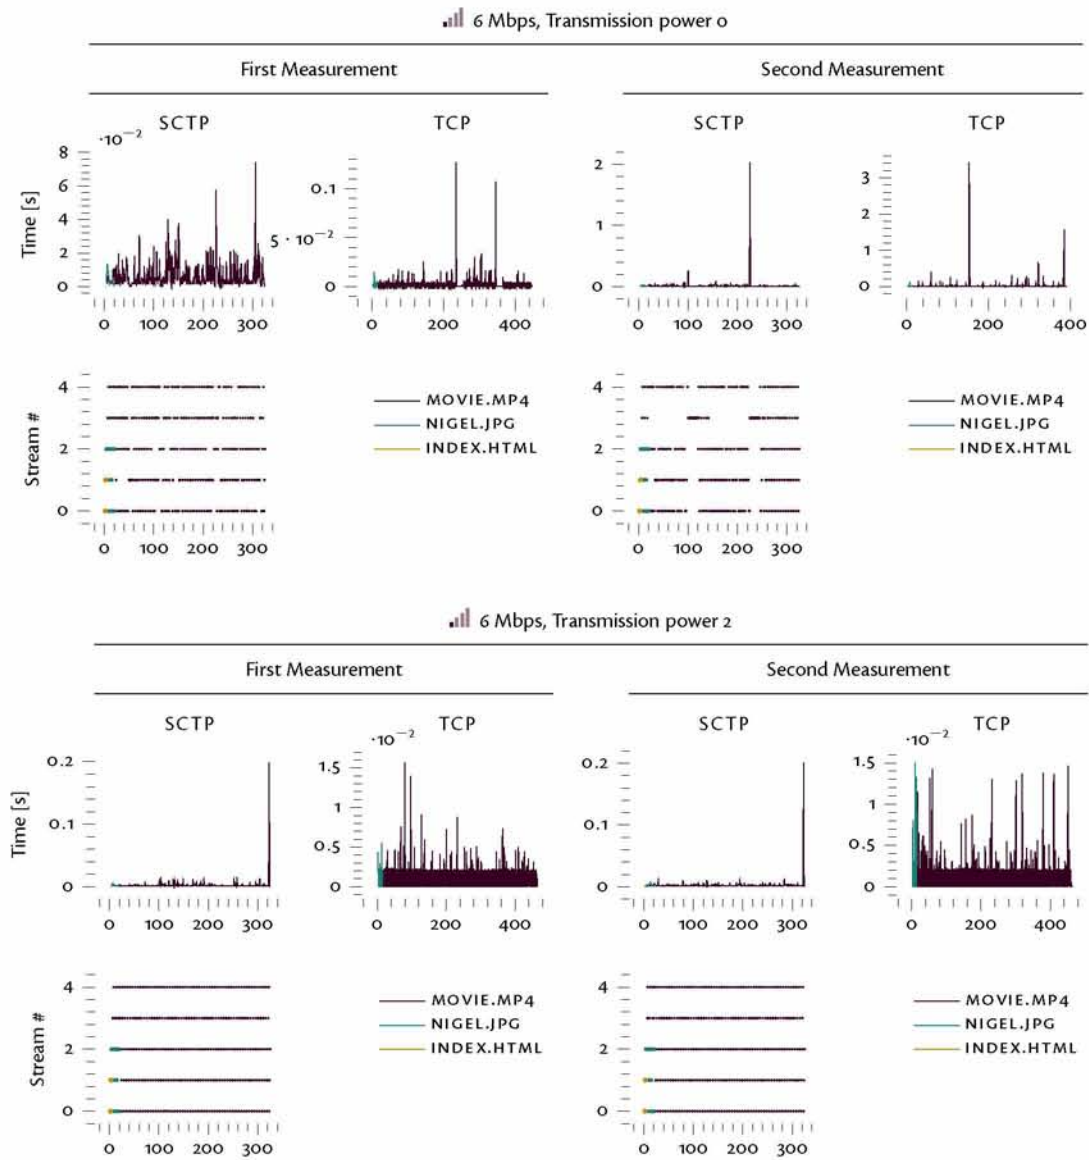 6 Mbps, Transmission power 0
First Measurement
Second Measurement
SCTP
TCP
SCTP
TCP
·10⁻²
8
6
4
2
0
Time [s]
0 100 200 300
0.1
5 · 10⁻²
0
0 200 400
2
1
0
0 100 200 300
3
2
1
0
0 200 400
4
2
0
Stream #
0 100 200 300
MOVIE.MP4
NIGEL.JPG
INDEX.HTML
4
2
0
0 100 200 300
MOVIE.MP4
NIGEL.JPG
INDEX.HTML
6 Mbps, Transmission power 2
First Measurement
Second Measurement
SCTP
TCP
SCTP
TCP
0.2
0.1
0
Time [s]
0 100 200 300
·10⁻²
1.5
1
0.5
0
0 200 400
0.2
0.1
0
0 100 200 300
·10⁻²
1.5
1
0.5
0
0 200 400
4
2
0
Stream #
0 100 200 300
MOVIE.MP4
NIGEL.JPG
INDEX.HTML
4
2
0
0 100 200 300
MOVIE.MP4
NIGEL.JPG
INDEX.HTML